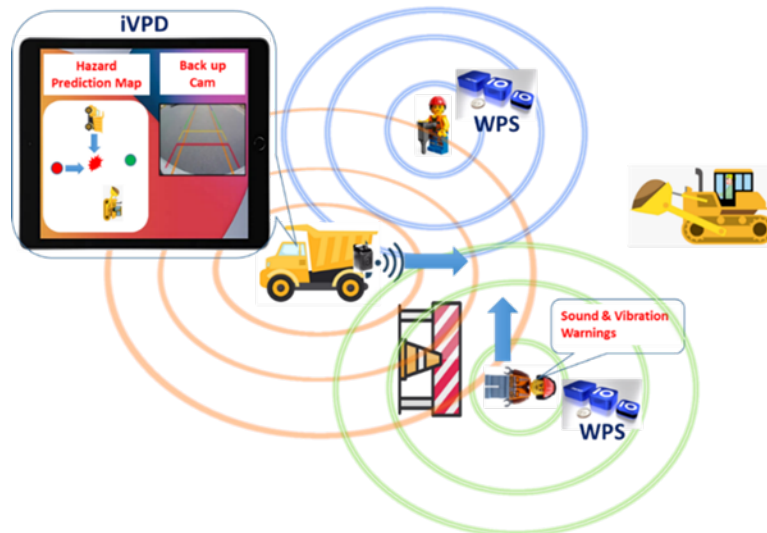 iVPD
Hazard
Prediction Map
Back up
Cam
WPS
Sound & Vibration
Warnings
WPS